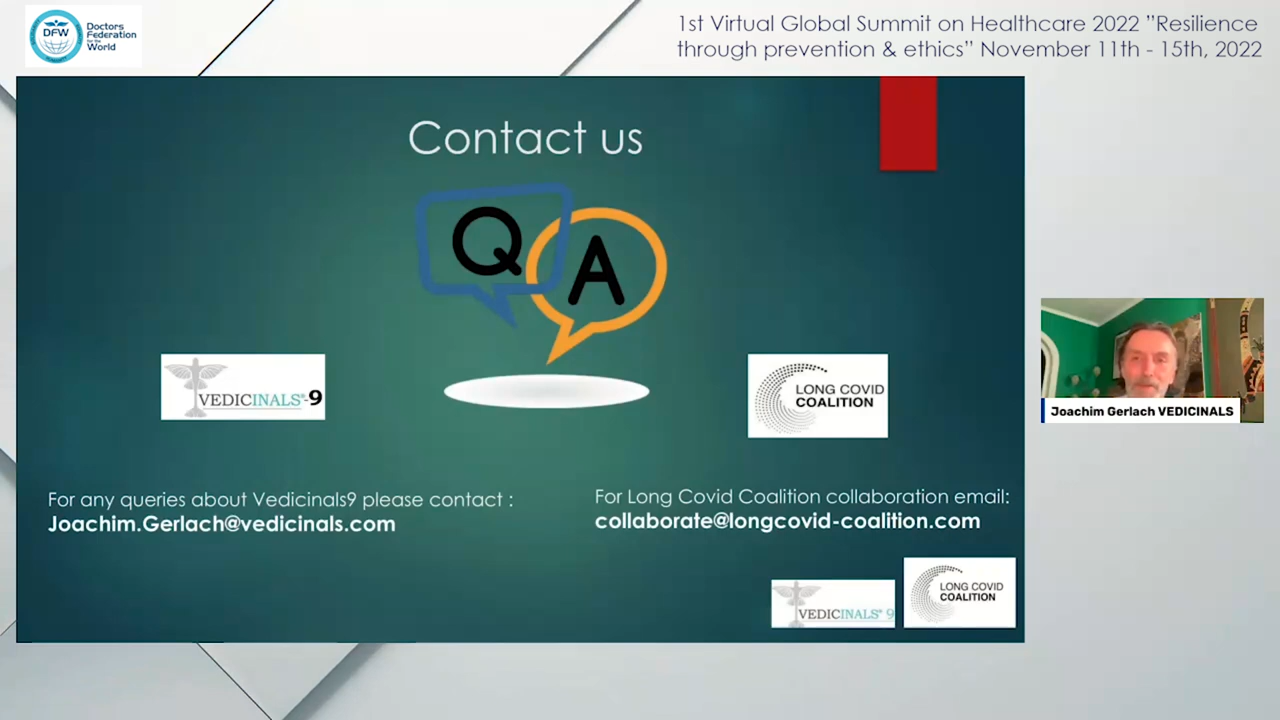 DFW
Doctors
Federation
for the
World
1st Virtual Global Summit on Healthcare 2022 ”Resilience
through prevention & ethics” November 11th - 15th, 2022
Contact us
Q
A
VEDICINALS®-9
LONG COVID
COALITION
Joachim Gerlach VEDICINALS
For any queries about Vedicinals9 please contact :
Joachim.Gerlach@vedicinals.com
For Long Covid Coalition collaboration email:
collaborate@longcovid-coalition.com
VEDICINALS® 9
LONG COVID
COALITION